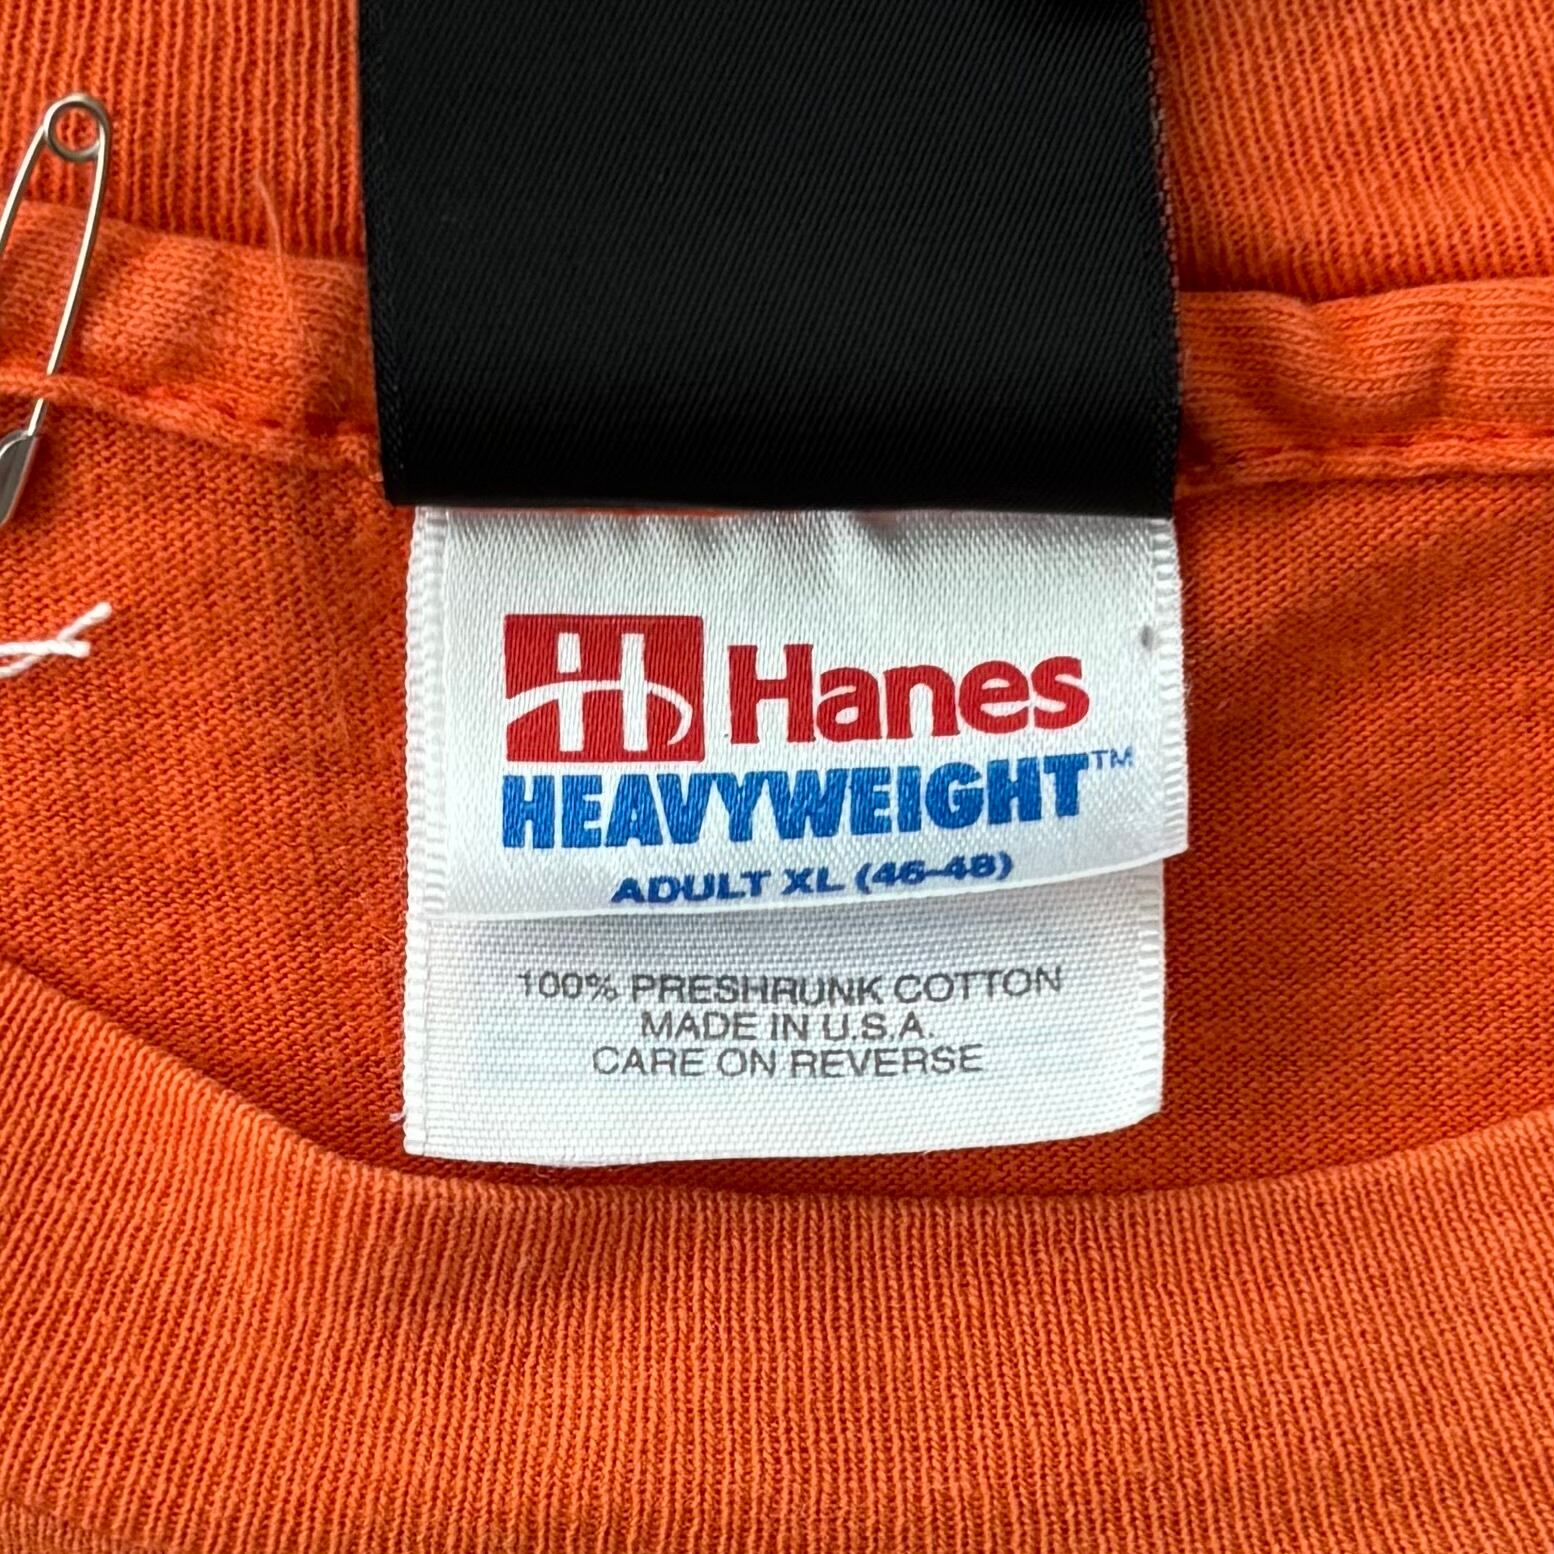 Hanes
HEAVYWEIGHT™
ADULT XL (46-48)
100% PRESHRUNK COTTON
MADE IN U.S.A.
CARE ON REVERSE